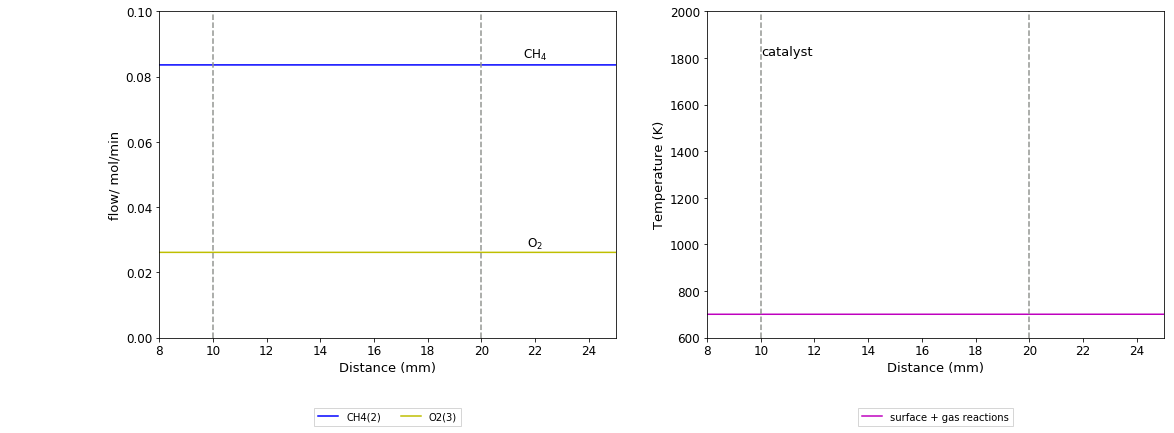 0.10
0.08
0.06
0.04
0.02
0.00
flow/ mol/min
CH₄
O₂
8 10 12 14 16 18 20 22 24
Distance (mm)
CH4(2) O2(3)
2000
1800
1600
1400
1200
1000
800
600
Temperature (K)
catalyst
8 10 12 14 16 18 20 22 24
Distance (mm)
surface + gas reactions